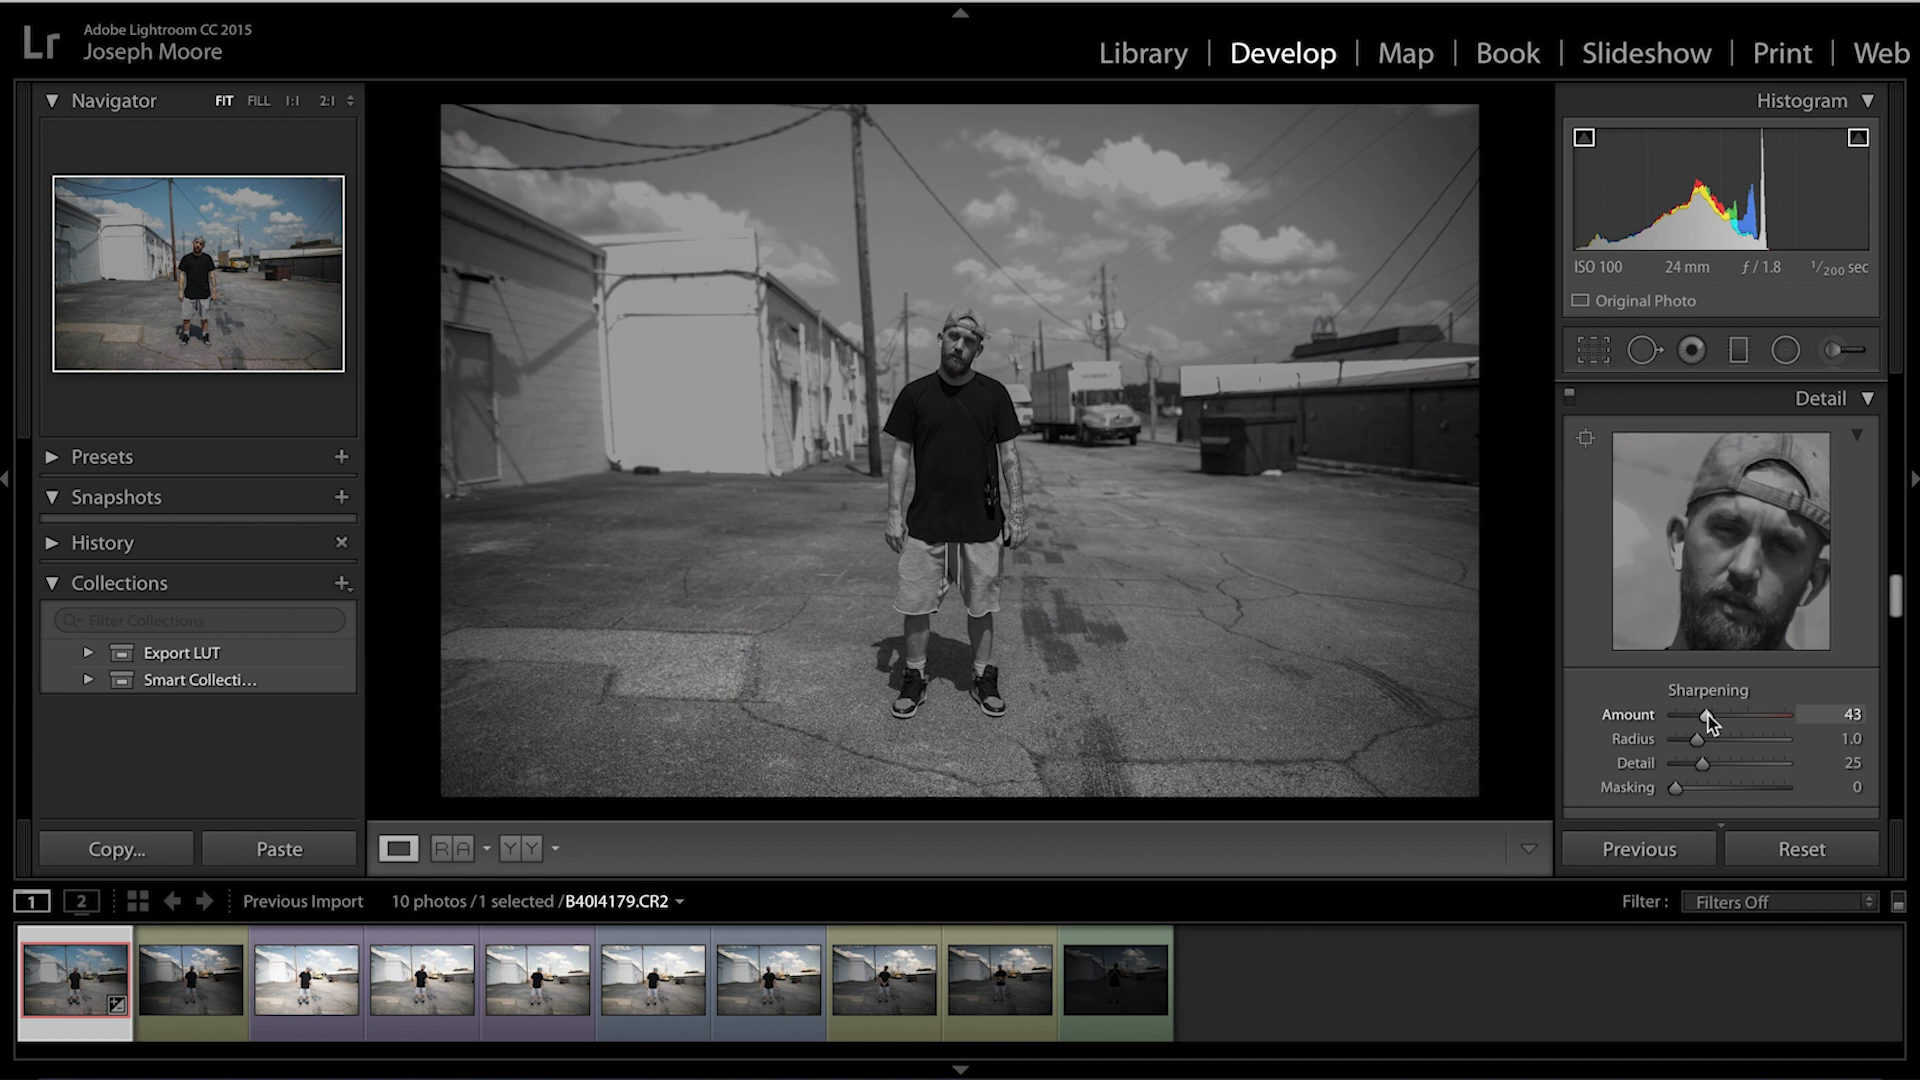 Lr
Adobe Lightroom CC 2015
Joseph Moore
Library | Develop | Map | Book | Slideshow | Print | Web
Navigator FIT FILL 1:1 2:1
Histogram
ISO 100 24 mm ƒ / 1.8 1/200 sec
Original Photo
Detail
Presets
Snapshots
History
Collections
Filter Collections
Export LUT
Smart Collecti...
Sharpening
Amount 43
Radius 1.0
Detail 25
Masking 0
Copy... Paste
R A Y Y
Previous Reset
1 2 Previous Import 10 photos / 1 selected / B40I4179.CR2
Filter : Filters Off